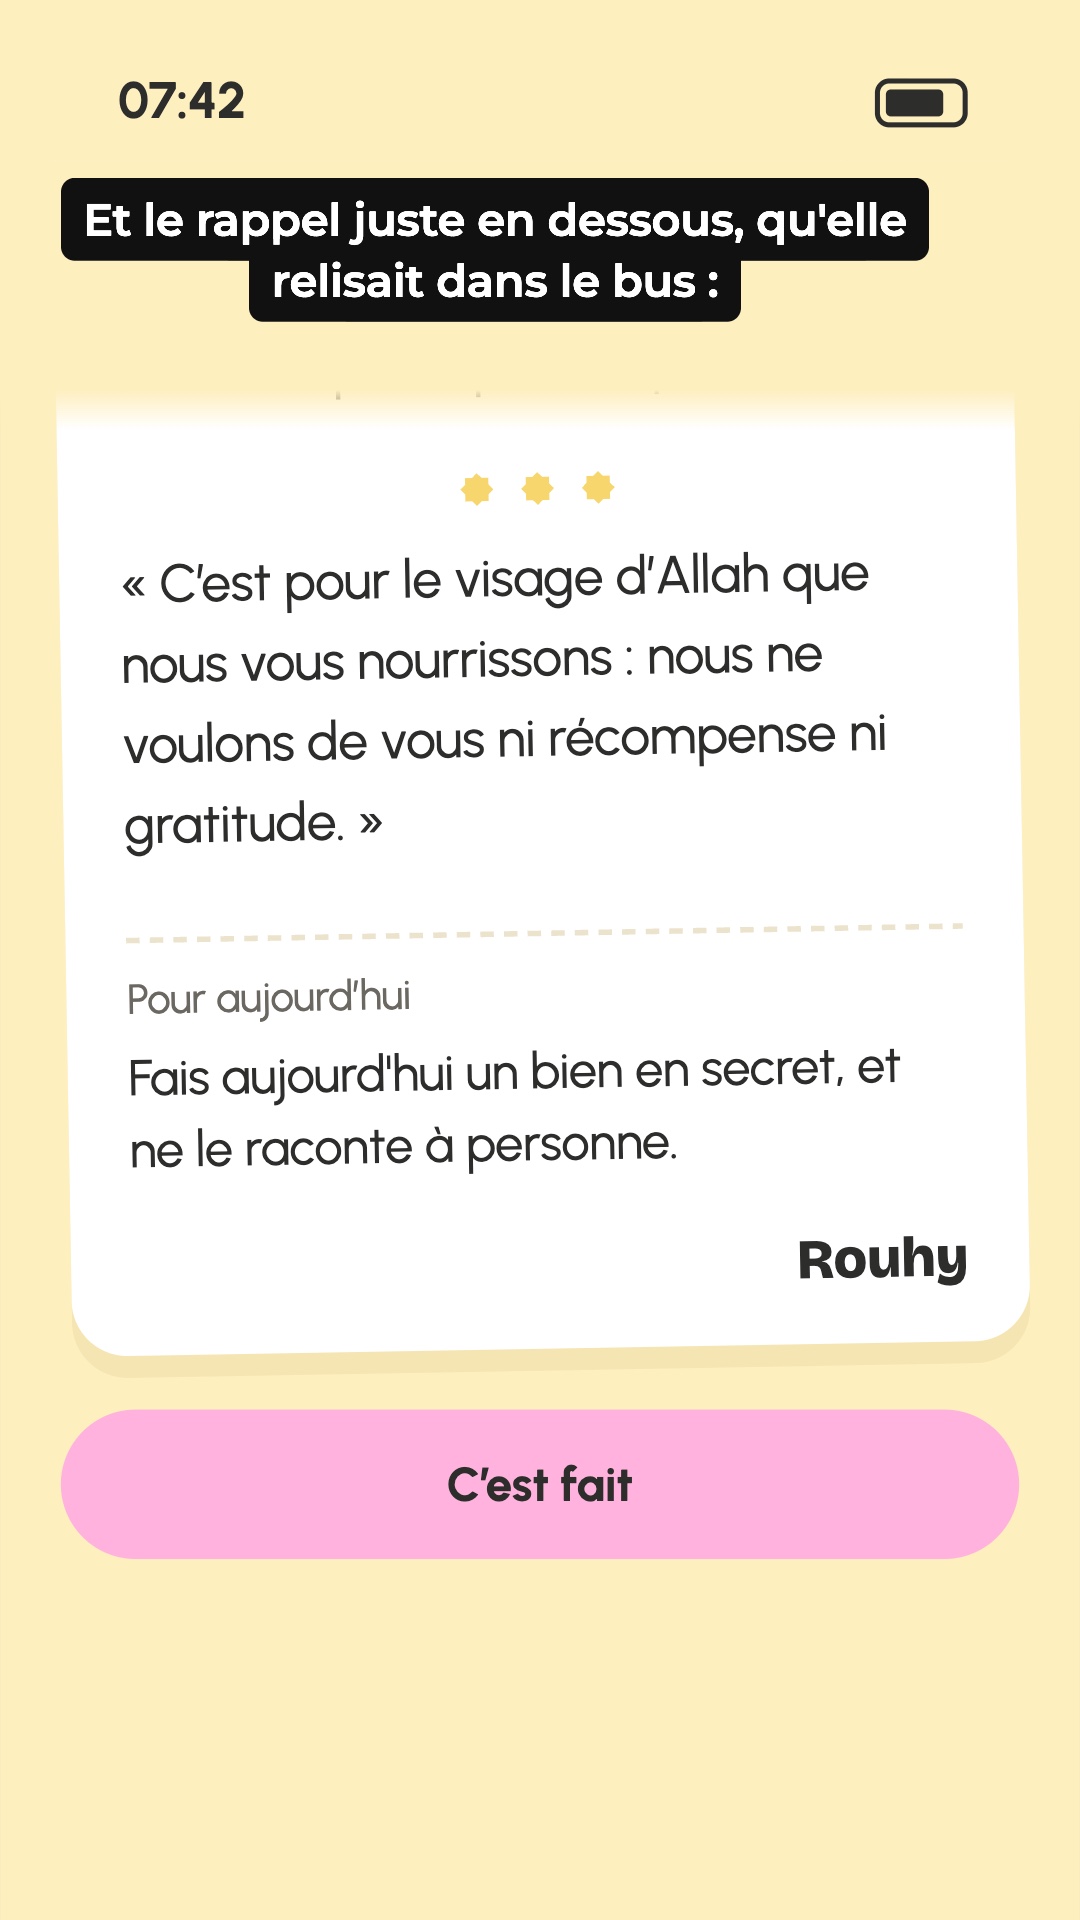 07:42
Et le rappel juste en dessous, qu'elle
relisait dans le bus :
« C’est pour le visage d’Allah que
nous vous nourrissons : nous ne
voulons de vous ni récompense ni
gratitude. »
Pour aujourd’hui
Fais aujourd'hui un bien en secret, et
ne le raconte à personne.
Rouhy
C’est fait